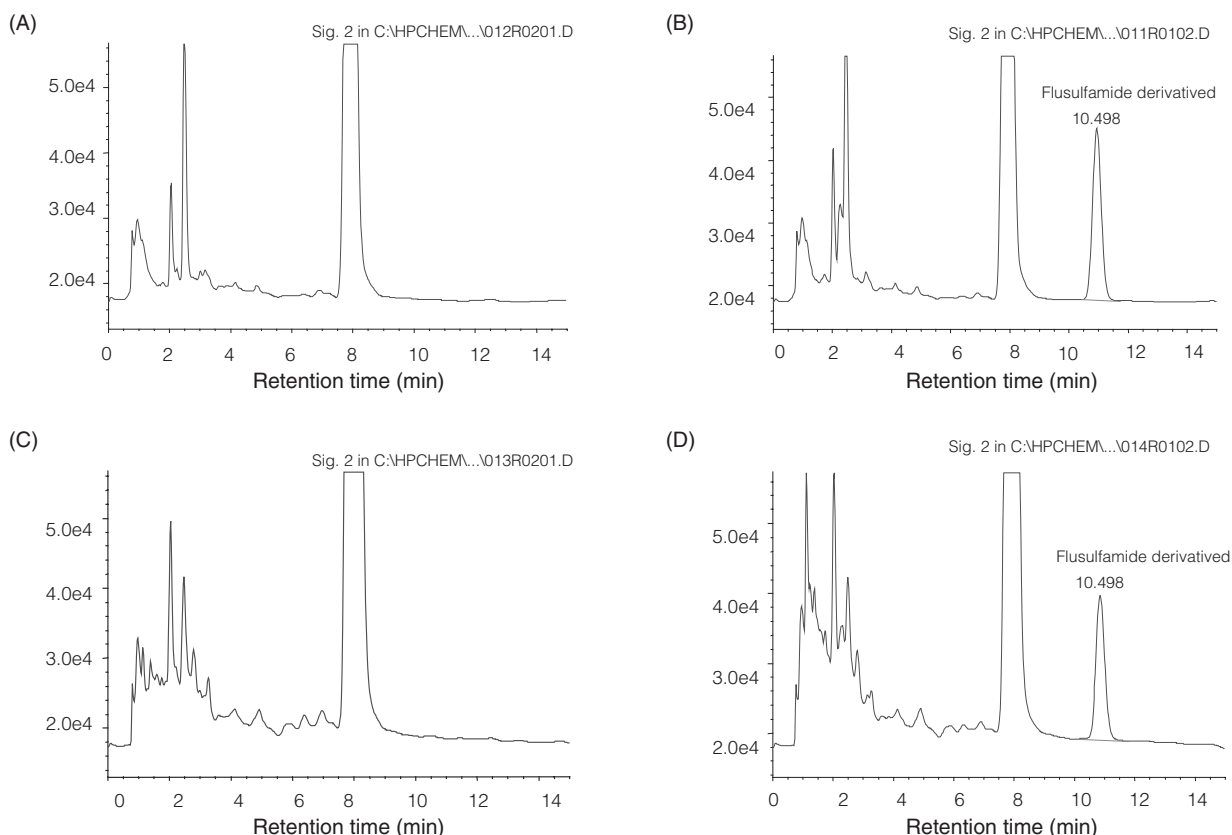 (A)
Sig. 2 in C:\HPCHEM\...\012R0201.D
5.0e4
4.0e4
3.0e4
2.0e4
0 2 4 6 8 10 12 14
Retention time (min)
(B)
Sig. 2 in C:\HPCHEM\...\011R0102.D
Flusulfamide derivatived
10.498
5.0e4
4.0e4
3.0e4
2.0e4
0 2 4 6 8 10 12 14
Retention time (min)
(C)
Sig. 2 in C:\HPCHEM\...\013R0201.D
5.0e4
4.0e4
3.0e4
2.0e4
0 2 4 6 8 10 12 14
Retention time (min)
(D)
Sig. 2 in C:\HPCHEM\...\014R0102.D
Flusulfamide derivatived
10.498
5.0e4
4.0e4
3.0e4
2.0e4
0 2 4 6 8 10 12 14
Retention time (min)